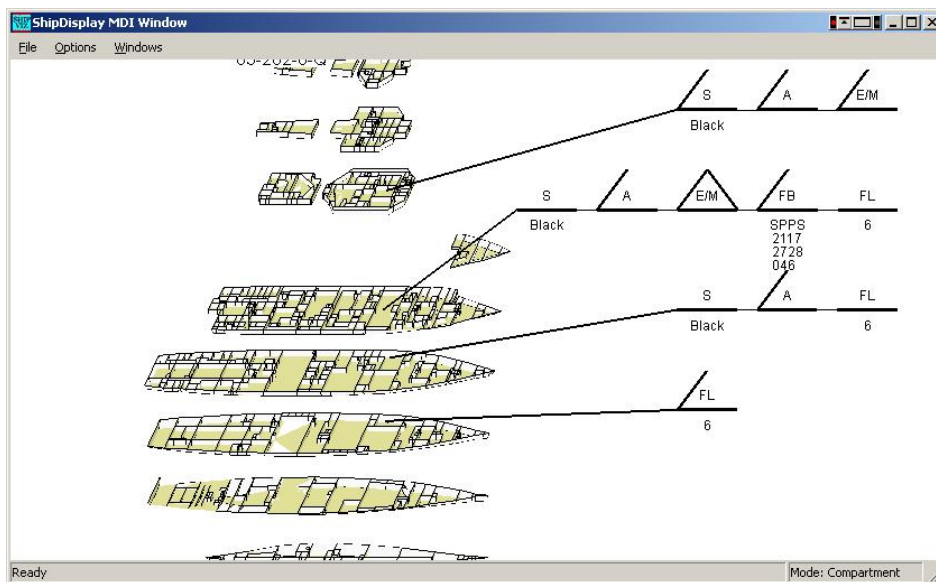 ShipDisplay MDI Window
File Options Windows
S A E/M
Black
S A E/M FB FL
Black SPPS 6
2117
2728
046
S A FL
Black 6
FL
6
Ready Mode: Compartment